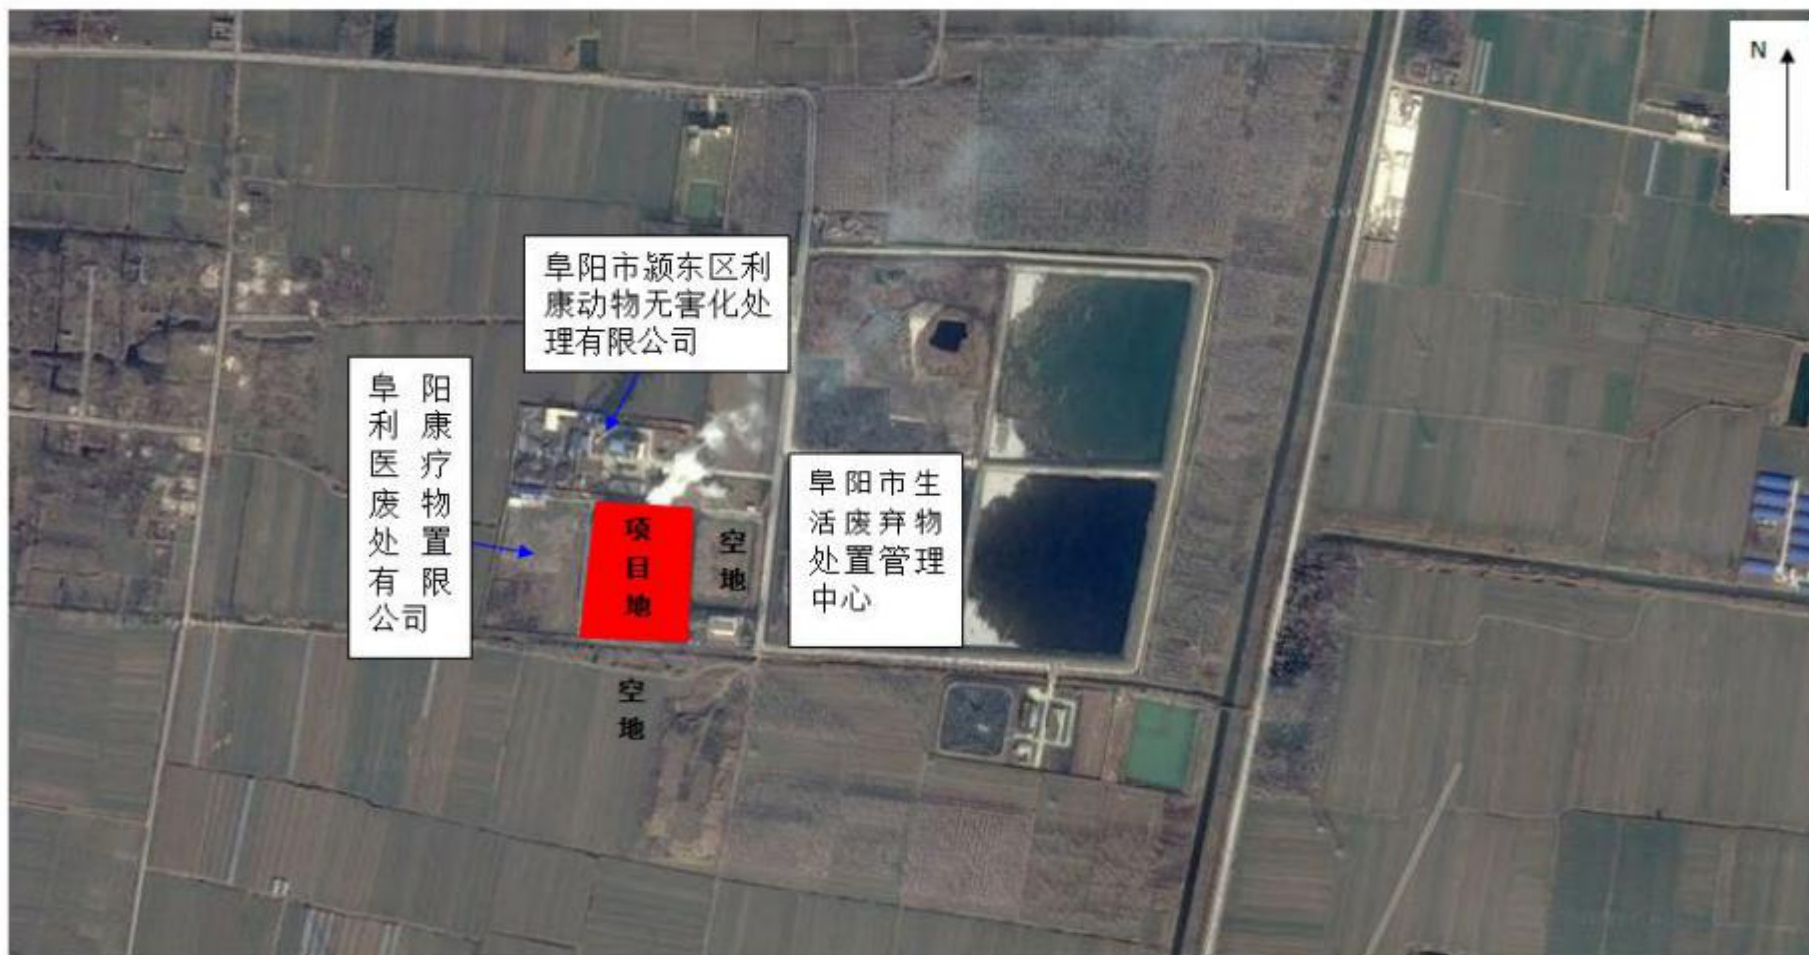 N
阜阳市颍东区利
康动物无害化处
理有限公司
阜阳
利康
医疗
废物
处置
有限
公司
项
目
地
空
地
阜阳市生
活废弃物
处置管理
中心
空
地